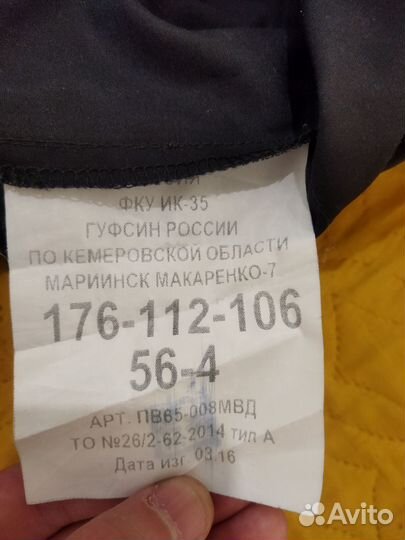 ФКУ ИК-35
ГУФСИН РОССИИ
ПО КЕМЕРОВСКОЙ ОБЛАСТИ
МАРИИНСК МАКАРЕНКО-7
176-112-106
56-4
АРТ. ПВ65-008МВД
ТО №26/2-62-2014 тип А
Дата изг 03.16
Avito